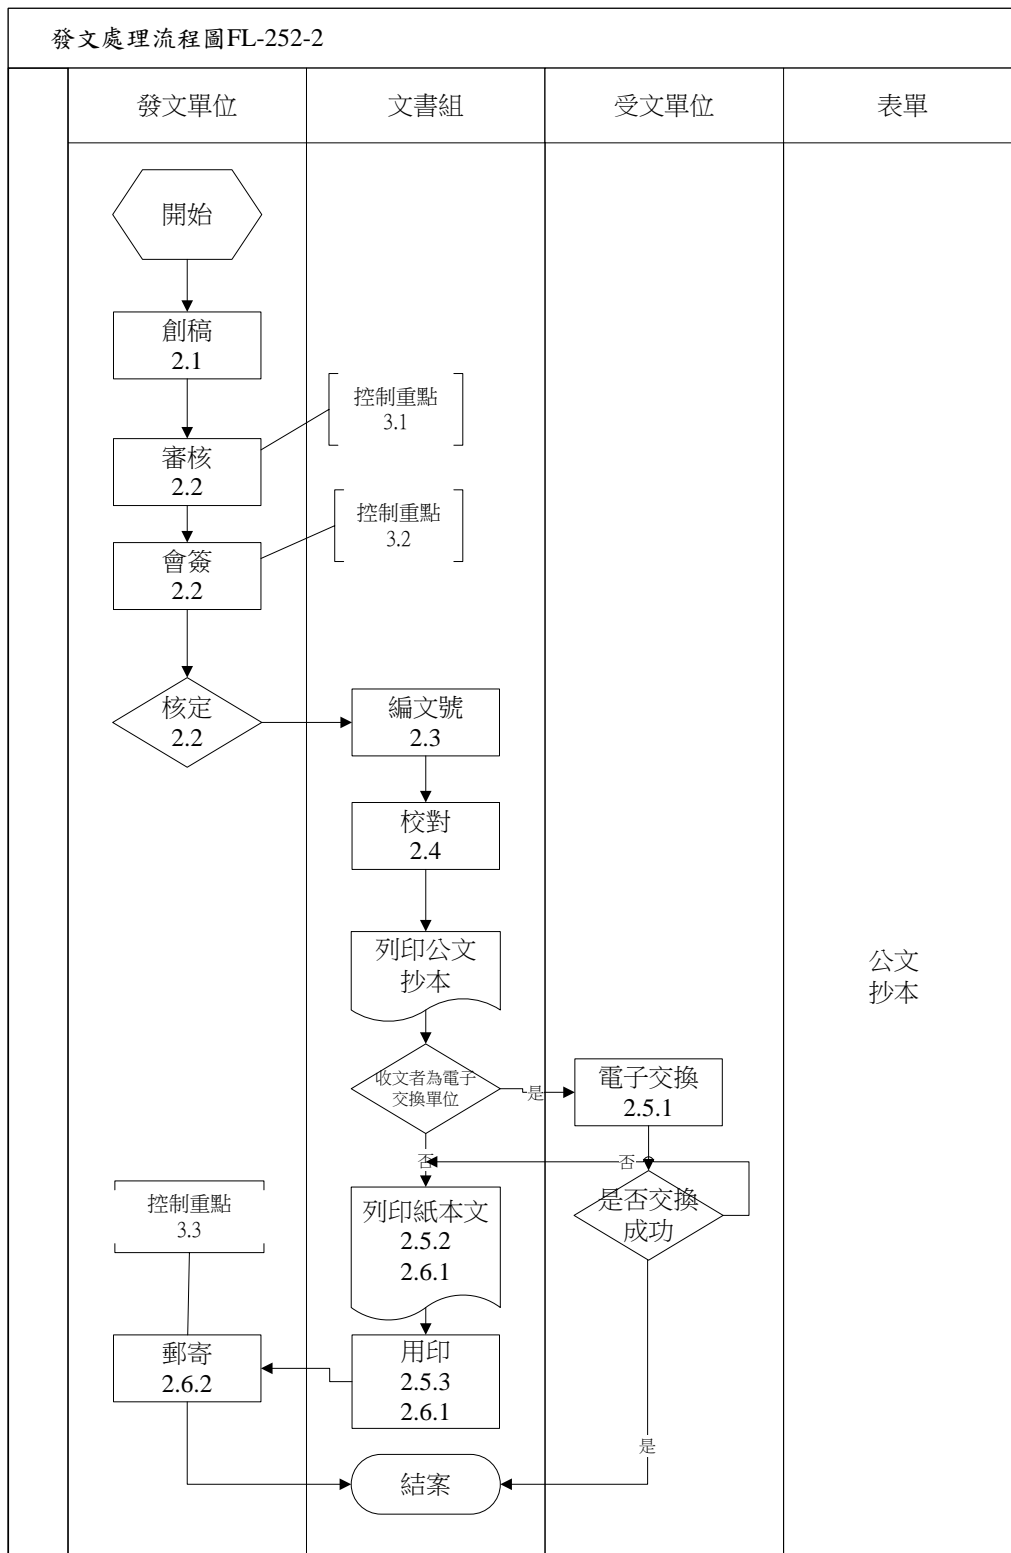 發文處理流程圖FL-252-2
發文單位
文書組
受文單位
表單
開始
創稿
2.1
控制重點
3.1
審核
2.2
控制重點
3.2
會簽
2.2
核定
2.2
編文號
2.3
校對
2.4
列印公文
抄本
公文
抄本
收文者為電子
交換單位
是
電子交換
2.5.1
否
否
是否交換
成功
列印紙本文
2.5.2
2.6.1
控制重點
3.3
郵寄
2.6.2
用印
2.5.3
2.6.1
是
結案